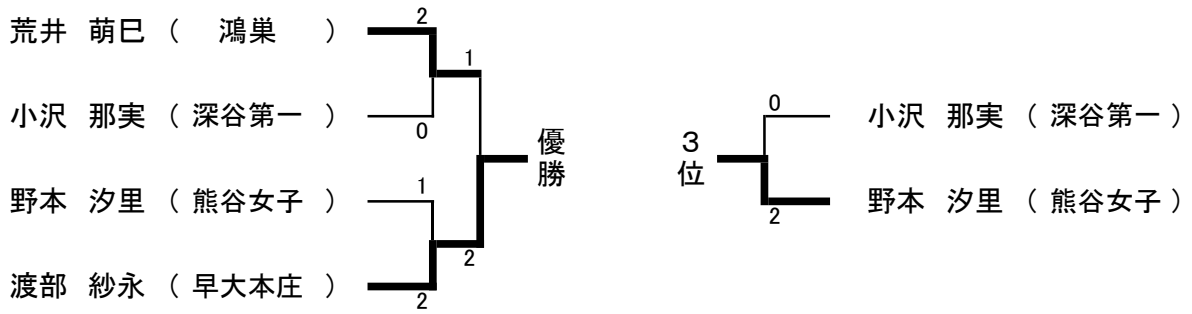 荒井 萌巳 ( 鴻巣 ) 2
1
小沢 那実 ( 深谷第一 ) 0
優勝
野本 汐里 ( 熊谷女子 ) 1
2
渡部 紗永 ( 早大本庄 ) 2
3位
0 小沢 那実 ( 深谷第一 )
2 野本 汐里 ( 熊谷女子 )